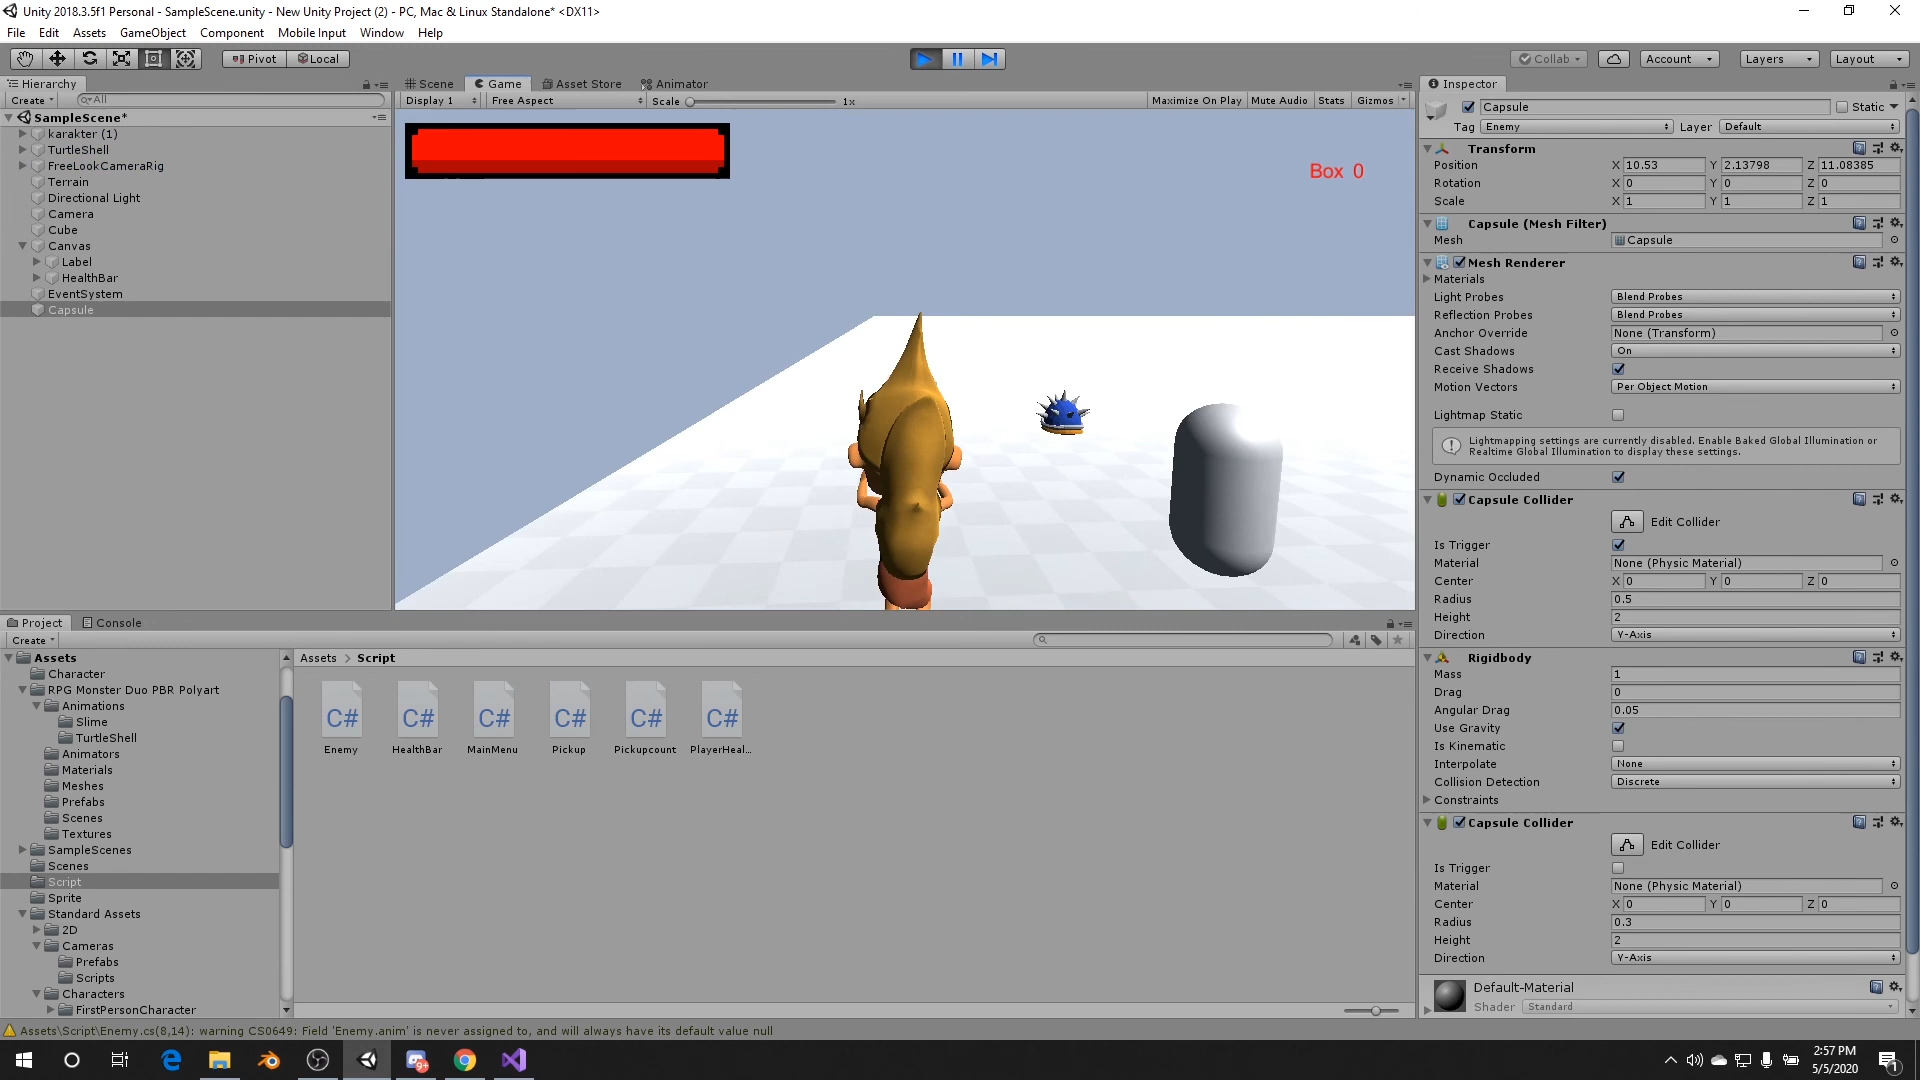 Unity 2018.3.5f1 Personal - SampleScene.unity - New Unity Project (2) - PC, Mac & Linux Standalone* <DX11>
File Edit Assets GameObject Component Mobile Input Window Help
Pivot Local Collab Account Layers Layout
Hierarchy
Create All
SampleScene*
karakter (1)
TurtleShell
FreeLookCameraRig
Terrain
Directional Light
Camera
Cube
Canvas
Label
HealthBar
EventSystem
Capsule
Scene Game Asset Store Animator
Display 1 Free Aspect Scale 1x Maximize On Play Mute Audio Stats Gizmos
Box 0
Inspector
Capsule Static
Tag Enemy Layer Default
Transform
Position X 10.53 Y 2.13798 Z 11.08385
Rotation X 0 Y 0 Z 0
Scale X 1 Y 1 Z 1
Capsule (Mesh Filter)
Mesh Capsule
Mesh Renderer
Materials
Light Probes Blend Probes
Reflection Probes Blend Probes
Anchor Override None (Transform)
Cast Shadows On
Receive Shadows
Motion Vectors Per Object Motion
Lightmap Static
Lightmapping settings are currently disabled. Enable Baked Global Illumination or
Realtime Global Illumination to display these settings.
Dynamic Occluded
Capsule Collider
Edit Collider
Is Trigger
Material None (Physic Material)
Center X 0 Y 0 Z 0
Radius 0.5
Height 2
Direction Y-Axis
Rigidbody
Mass 1
Drag 0
Angular Drag 0.05
Use Gravity
Is Kinematic
Interpolate None
Collision Detection Discrete
Constraints
Capsule Collider
Edit Collider
Is Trigger
Material None (Physic Material)
Center X 0 Y 0 Z 0
Radius 0.3
Height 2
Direction Y-Axis
Default-Material
Shader Standard
Project Console
Create
Assets
Character
RPG Monster Duo PBR Polyart
Animations
Slime
TurtleShell
Animators
Materials
Meshes
Prefabs
Scenes
Textures
SampleScenes
Scenes
Script
Sprite
Standard Assets
2D
Cameras
Prefabs
Scripts
Characters
FirstPersonCharacter
Assets > Script
C# C# C# C# C# C#
Enemy HealthBar MainMenu Pickup Pickupcount PlayerHeal...
Assets\Script\Enemy.cs(8,14): warning CS0649: Field 'Enemy.anim' is never assigned to, and will always have its default value null
9+
2:57 PM
5/5/2020
1